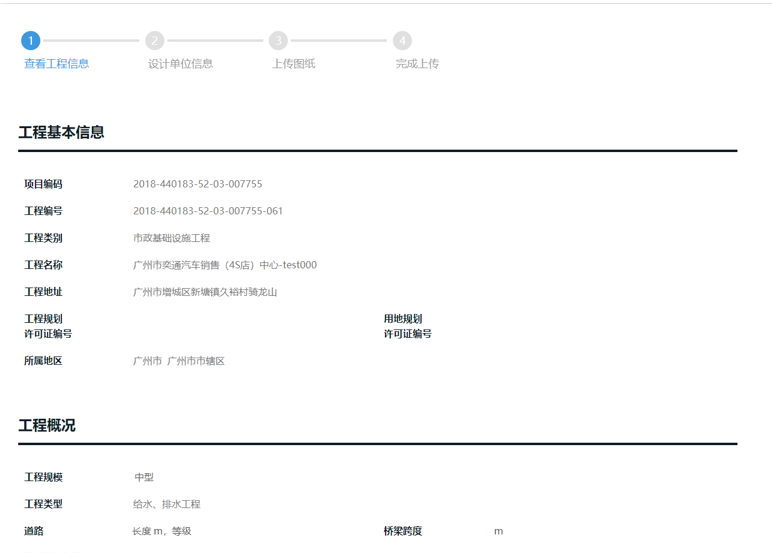 1 2 3 4
查看工程信息 设计单位信息 上传图纸 完成上传
工程基本信息
项目编码 2018-440183-52-03-007755
工程编号 2018-440183-52-03-007755-061
工程类别 市政基础设施工程
工程名称 广州市奕通汽车销售（4S店）中心-test000
工程地址 广州市增城区新塘镇久裕村骑龙山
工程规划 用地规划
许可证编号 许可证编号
所属地区 广州市 广州市市辖区
工程概况
工程规模 中型
工程类型 给水、排水工程
道路 长度 m，等级 桥梁跨度 m